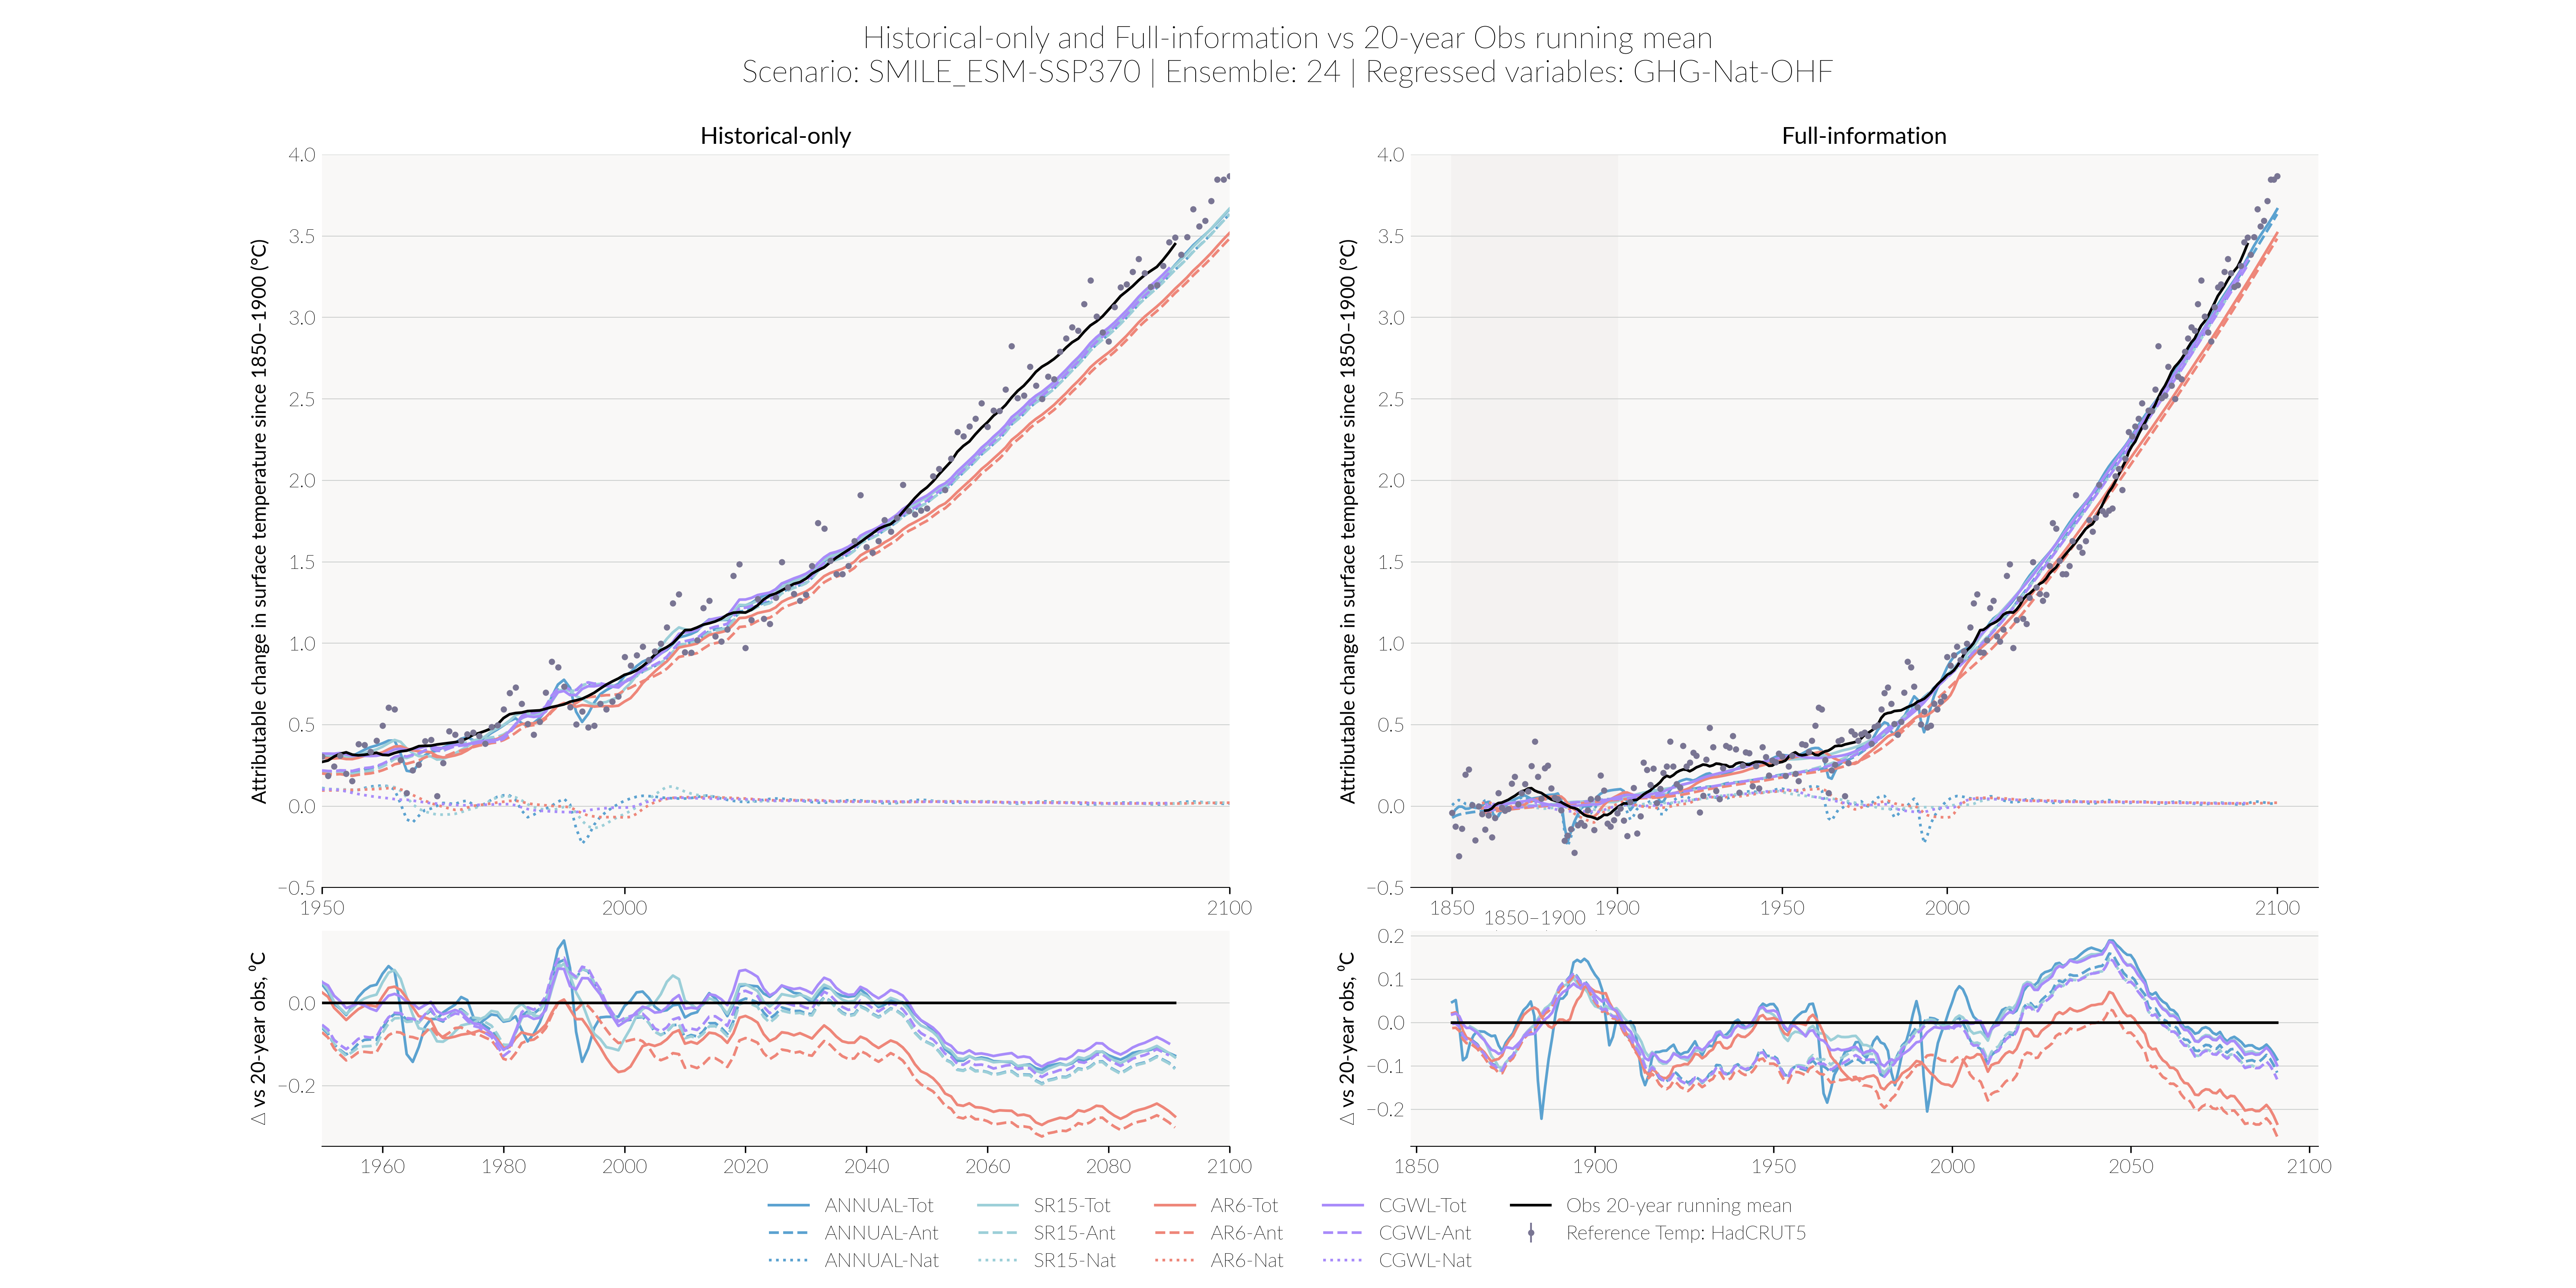 Historical-only and Full-information vs 20-year Obs running mean
Scenario: SMILE_ESM-SSP370 | Ensemble: 24 | Regressed variables: GHG-Nat-OHF
Historical-only
Attributable change in surface temperature since 1850–1900 (°C)
4.0
3.5
3.0
2.5
2.0
1.5
1.0
0.5
0.0
−0.5
1950 2000 2100
Δ vs 20-year obs, °C
0.0
−0.2
1960 1980 2000 2020 2040 2060 2080 2100
Full-information
Attributable change in surface temperature since 1850–1900 (°C)
4.0
3.5
3.0
2.5
2.0
1.5
1.0
0.5
0.0
−0.5
1850 1900 1950 2000 2100
1850–1900
Δ vs 20-year obs, °C
0.2
0.1
0.0
−0.1
−0.2
1850 1900 1950 2000 2050 2100
ANNUAL-Tot SR15-Tot AR6-Tot CGWL-Tot Obs 20-year running mean
ANNUAL-Ant SR15-Ant AR6-Ant CGWL-Ant Reference Temp: HadCRUT5
ANNUAL-Nat SR15-Nat AR6-Nat CGWL-Nat